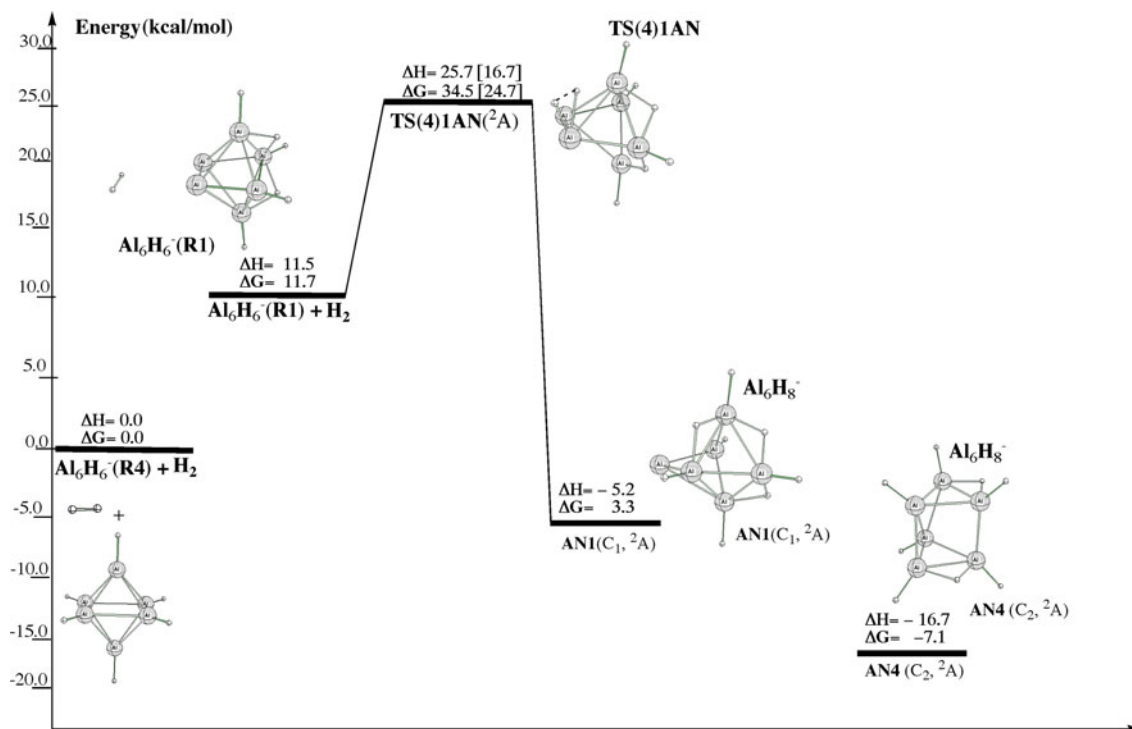 Energy(kcal/mol)
30.0
25.0
20.0
15.0
10.0
5.0
0.0
-5.0
-10.0
-15.0
-20.0
TS(4)1AN
ΔH= 25.7 [16.7]
ΔG= 34.5 [24.7]
TS(4)1AN(²A)
Al₆H₆⁻(R1)
ΔH= 11.5
ΔG= 11.7
Al₆H₆⁻(R1) + H₂
ΔH= 0.0
ΔG= 0.0
Al₆H₆⁻(R4) + H₂
+
Al₆H₈⁻
ΔH= – 5.2
ΔG= 3.3
AN1(C₁, ²A)
AN1(C₁, ²A)
Al₆H₈⁻
AN4 (C₂, ²A)
ΔH= – 16.7
ΔG= –7.1
AN4 (C₂, ²A)